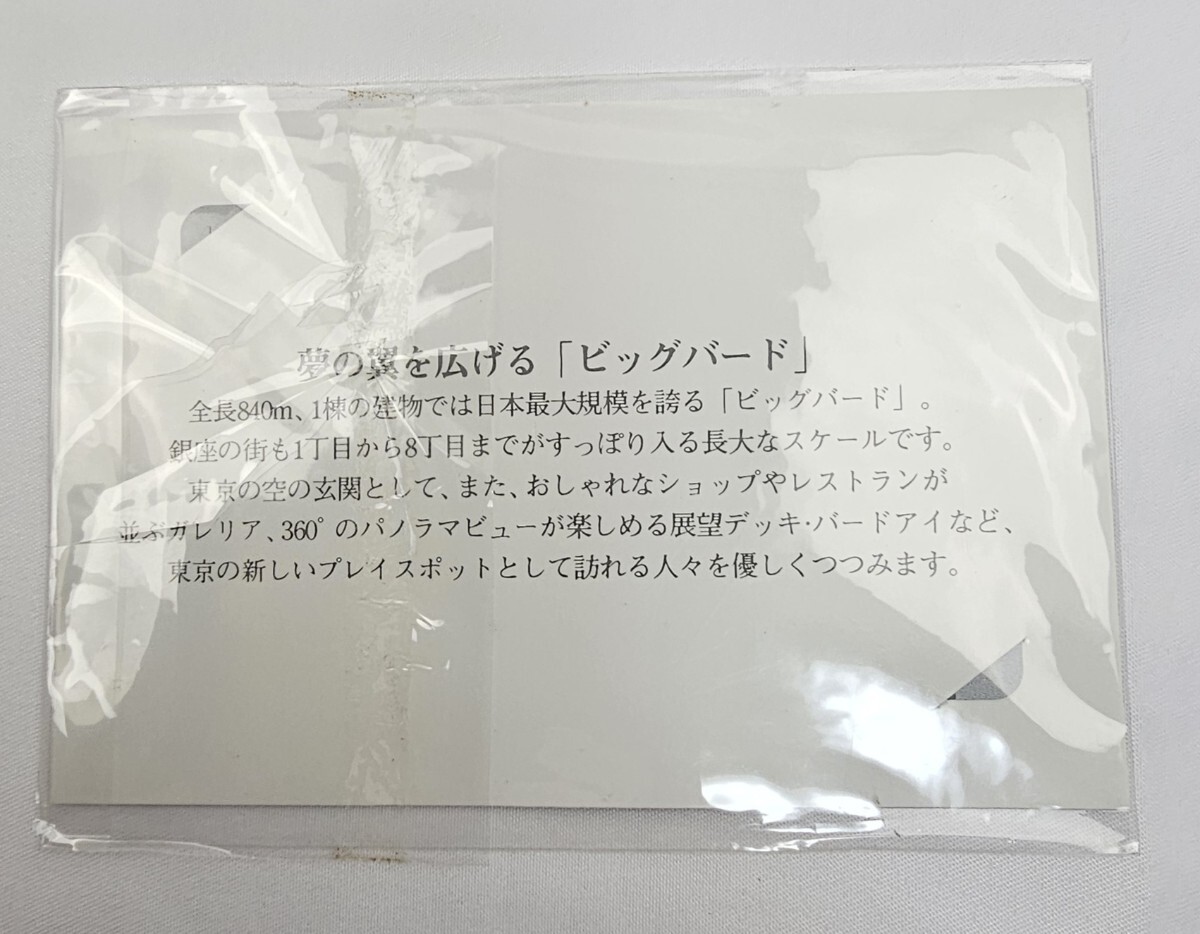 夢の翼を広げる「ビッグバード」
全長840m、1棟の建物では日本最大規模を誇る「ビッグバード」。
銀座の街も1丁目から8丁目までがすっぽり入る長大なスケールです。
東京の空の玄関として、また、おしゃれなショップやレストランが
並ぶガレリア、360°のパノラマビューが楽しめる展望デッキ・バードアイなど、
東京の新しいプレイスポットとして訪れる人々を優しくつつみます。